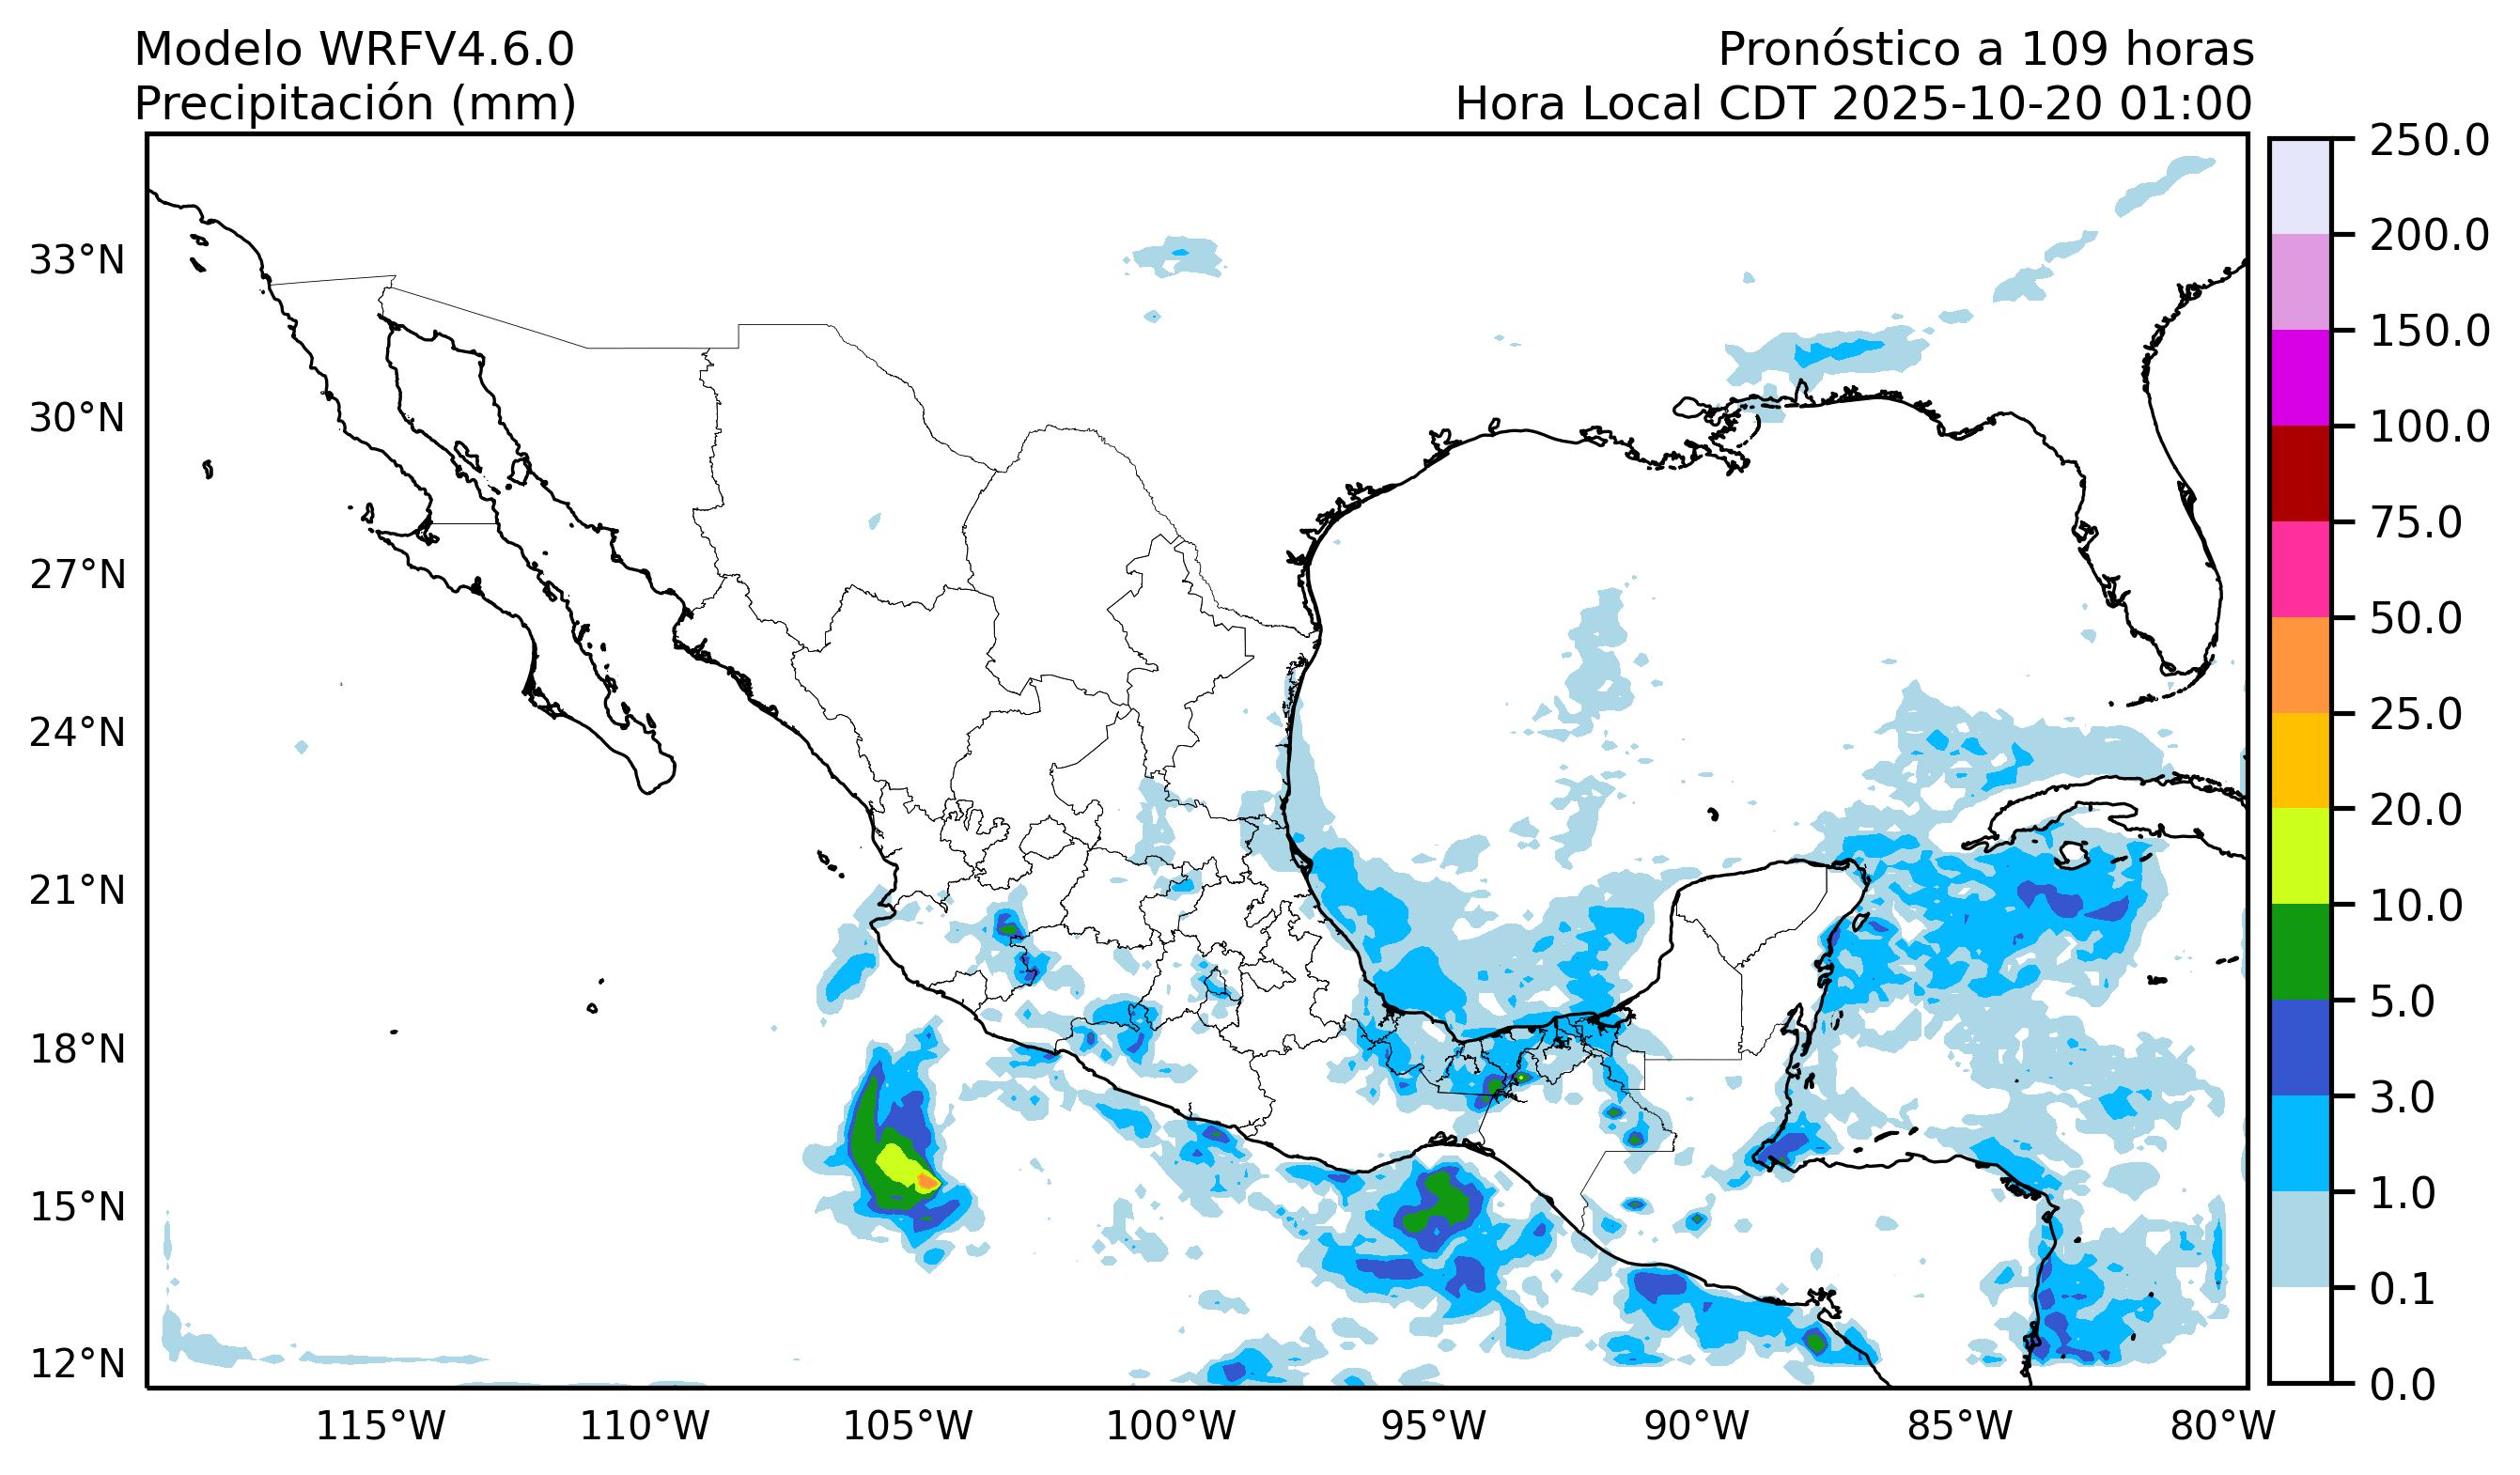 Modelo WRFV4.6.0
Precipitación (mm)
Pronóstico a 109 horas
Hora Local CDT 2025-10-20 01:00
33°N
30°N
27°N
24°N
21°N
18°N
15°N
12°N
115°W
110°W
105°W
100°W
95°W
90°W
85°W
80°W
250.0
200.0
150.0
100.0
75.0
50.0
25.0
20.0
10.0
5.0
3.0
1.0
0.1
0.0